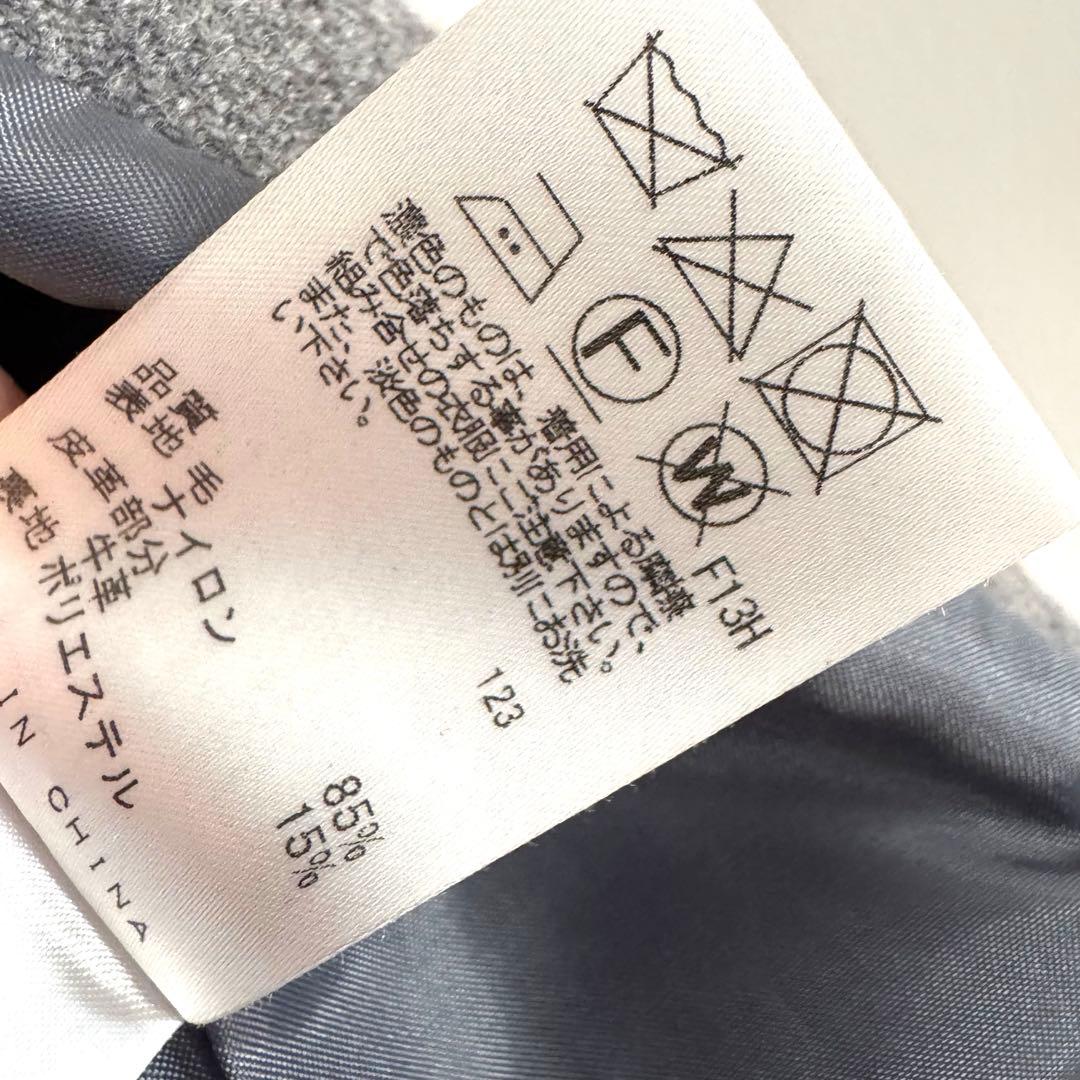 F
W
F13H
濃色のものは、着用による摩擦
で色落ちする事がありますので、
組み合せの衣服にご注意下さい。
また、淡色のものとは別にお洗
い下さい。
123
品質
表地 毛 85%
ナイロン 15%
皮革部分
牛革
裏地 ポリエステル
IN CHINA